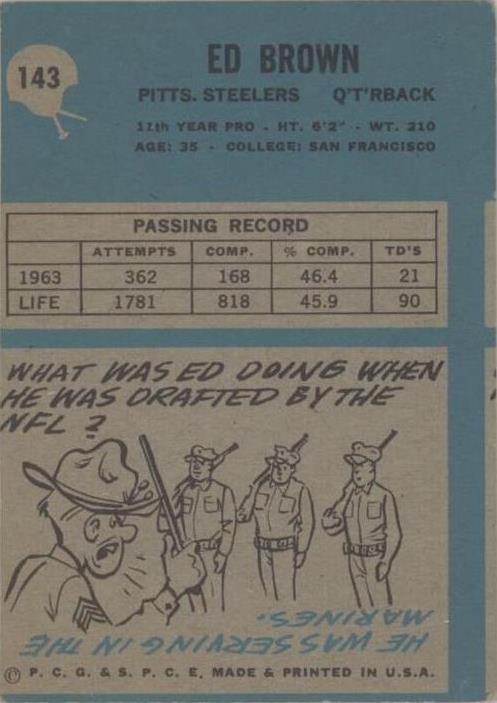 143
ED BROWN
PITTS. STEELERS Q'T'RBACK
11th YEAR PRO - HT. 6'2" - WT. 210
AGE: 35 - COLLEGE: SAN FRANCISCO
PASSING RECORD
ATTEMPTS COMP. % COMP. TD'S
1963 362 168 46.4 21
LIFE 1781 818 45.9 90
WHAT WAS ED DOING WHEN
HE WAS DRAFTED BY THE
NFL?
HE WAS SERVING IN THE
MARINES.
© P. C. G. & S. P. C. E. MADE & PRINTED IN U.S.A.